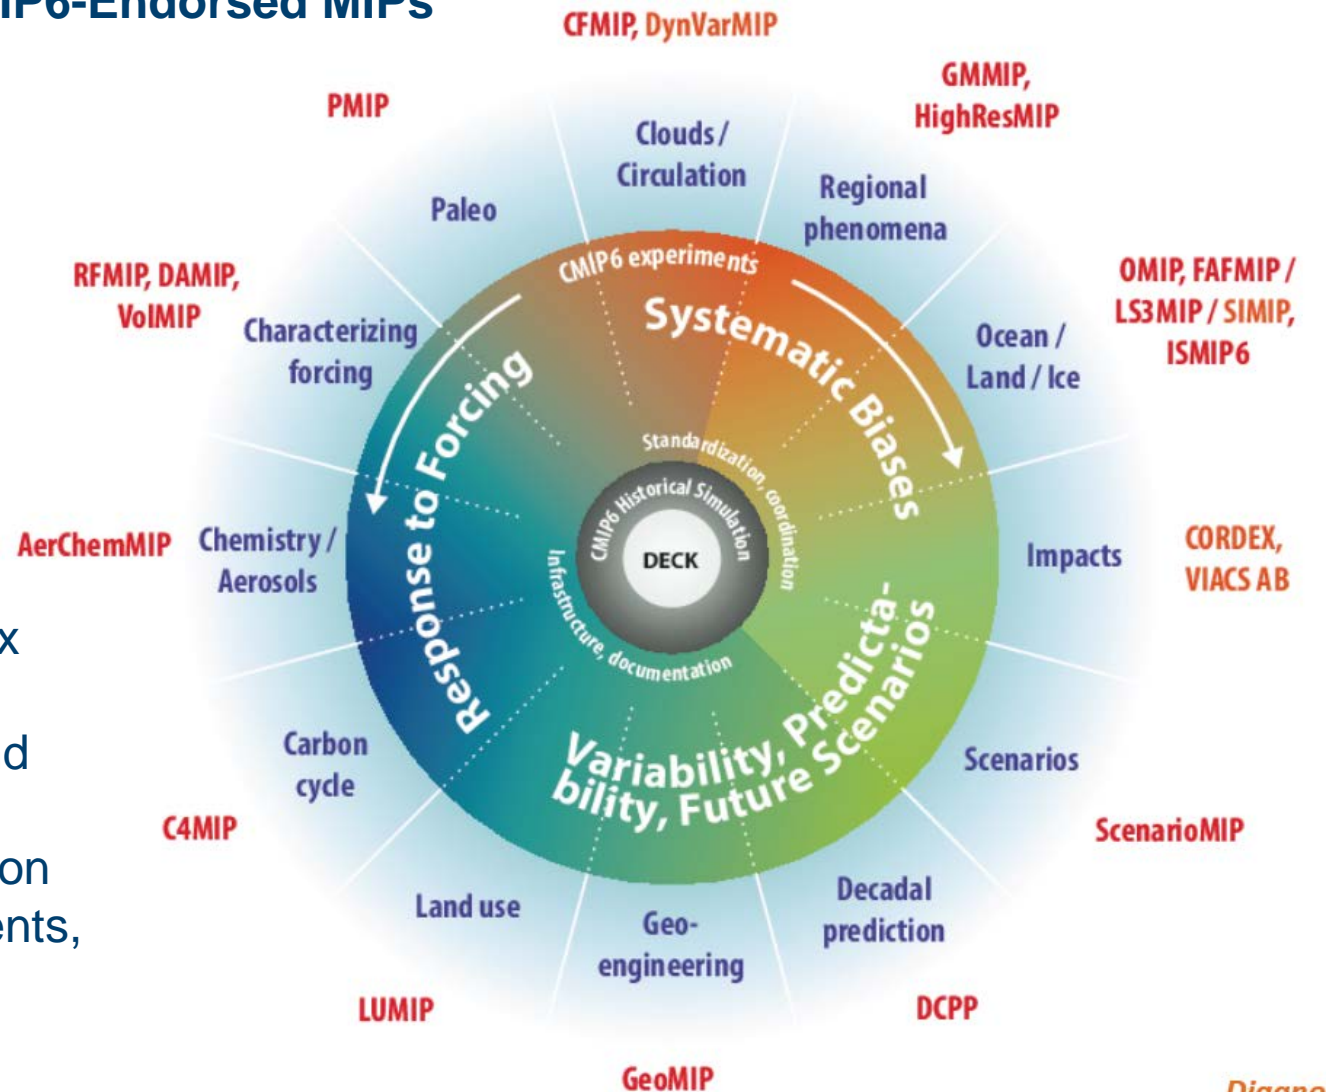 IP6-Endorsed MIPs
CFMIP, DynVarMIP
GMMIP,
HighResMIP
PMIP
Clouds /
Circulation
Regional
phenomena
Paleo
OMIP, FAFMIP /
LS3MIP / SIMIP,
ISMIP6
RFMIP, DAMIP,
VolMIP
Characterizing
forcing
Ocean /
Land / Ice
CMIP6 experiments
Systematic Biases
Response to Forcing
Standardization, coordination
CMIP6 Historical Simulation
DECK
Infrastructure, documentation
Variability, Predicta-
bility, Future Scenarios
AerChemMIP
Chemistry /
Aerosols
Impacts
CORDEX,
VIACS AB
x
d
on
ents,
Carbon
cycle
Scenarios
C4MIP
ScenarioMIP
Land use
Geo-
engineering
Decadal
prediction
LUMIP
DCPP
GeoMIP
Diagno